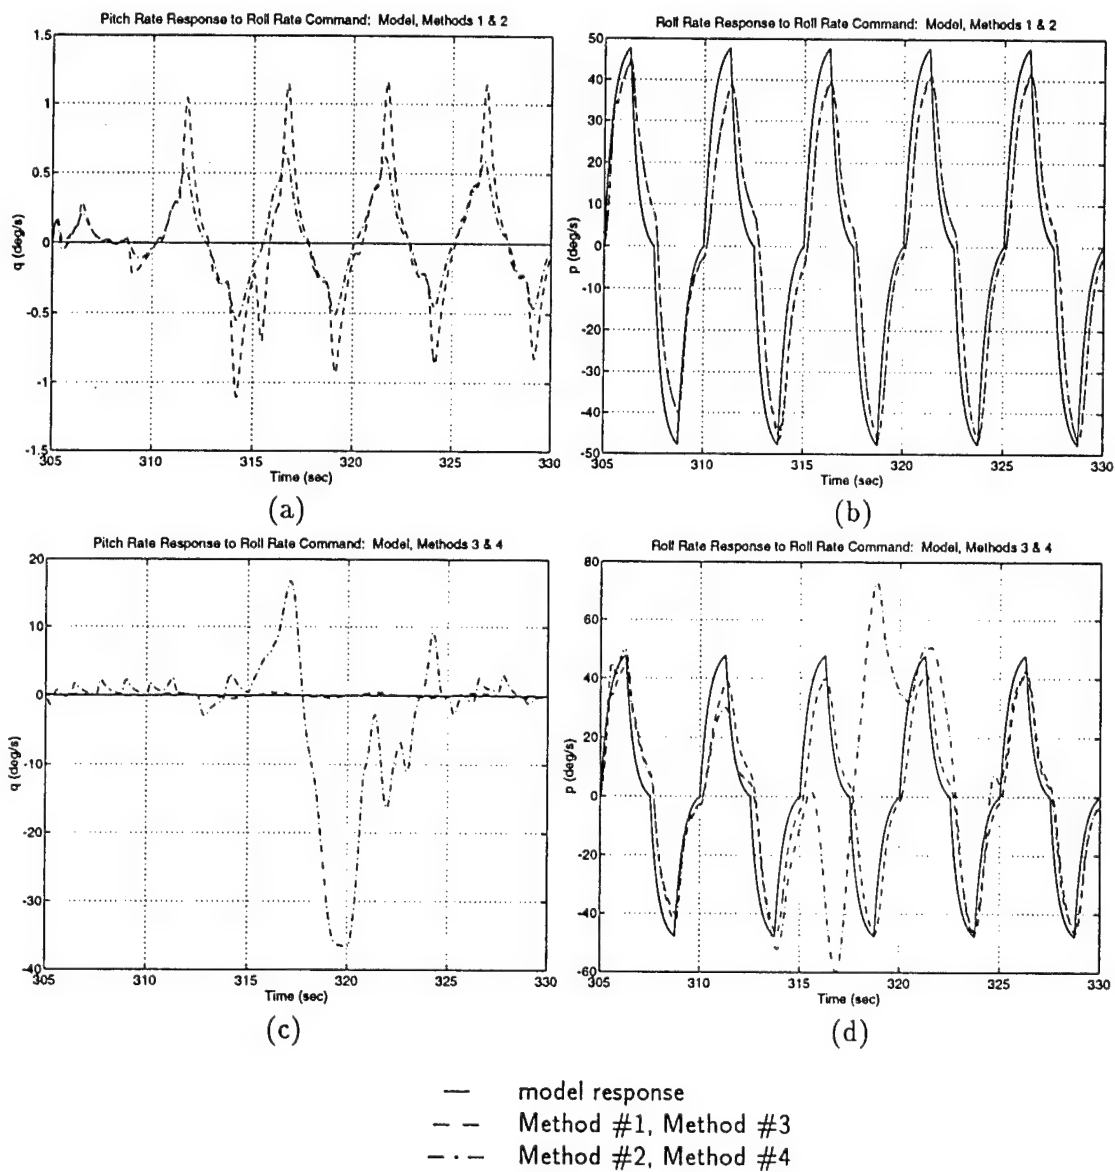 Pitch Rate Response to Roll Rate Command: Model, Methods 1 & 2
1.5
1
0.5
0
-0.5
-1
-1.5
q (deg/s)
305 310 315 320 325 330
Time (sec)
(a)
Roll Rate Response to Roll Rate Command: Model, Methods 1 & 2
50
40
30
20
10
0
-10
-20
-30
-40
-50
p (deg/s)
305 310 315 320 325 330
Time (sec)
(b)
Pitch Rate Response to Roll Rate Command: Model, Methods 3 & 4
20
10
0
-10
-20
-30
-40
q (deg/s)
305 310 315 320 325 330
Time (sec)
(c)
Roll Rate Response to Roll Rate Command: Model, Methods 3 & 4
80
60
40
20
0
-20
-40
-60
p (deg/s)
305 310 315 320 325 330
Time (sec)
(d)
model response
Method #1, Method #3
Method #2, Method #4